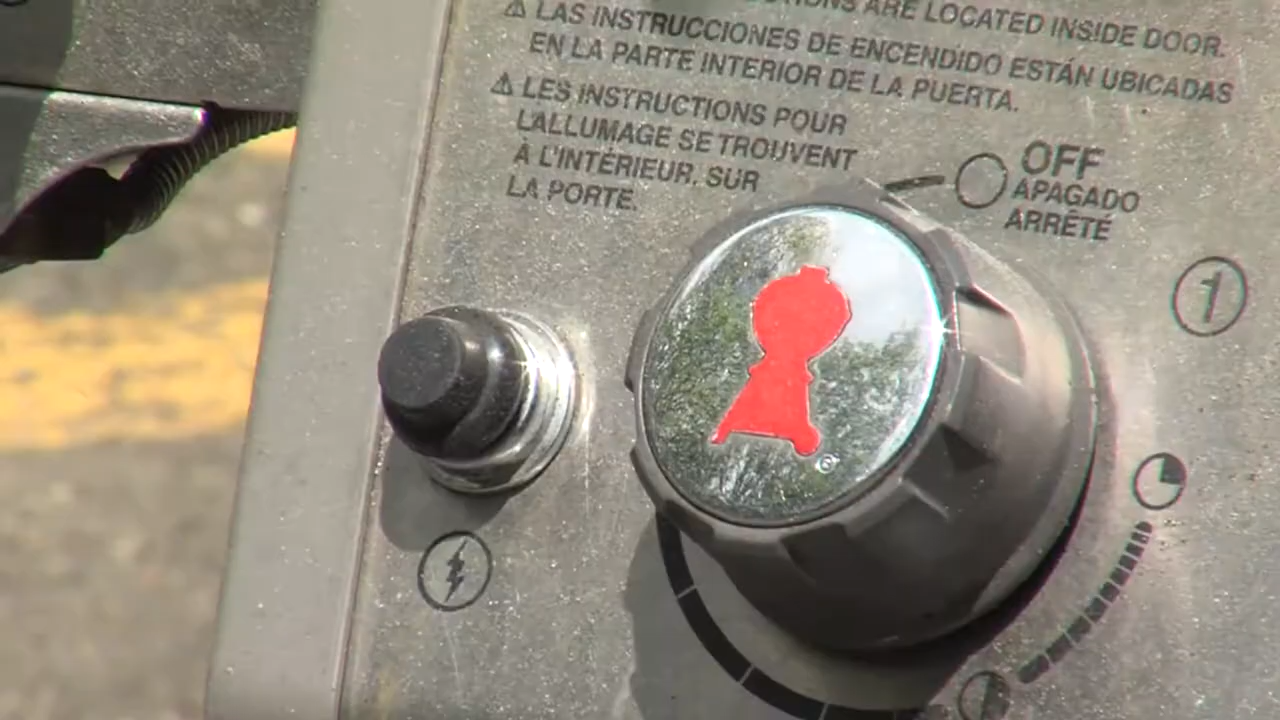 ARE LOCATED INSIDE DOOR.
⚠ LAS INSTRUCCIONES DE ENCENDIDO ESTÁN UBICADAS
EN LA PARTE INTERIOR DE LA PUERTA.
⚠ LES INSTRUCTIONS POUR
L'ALLUMAGE SE TROUVENT
À L'INTÉRIEUR, SUR
LA PORTE.
OFF
APAGADO
ARRÊTÉ
1
®